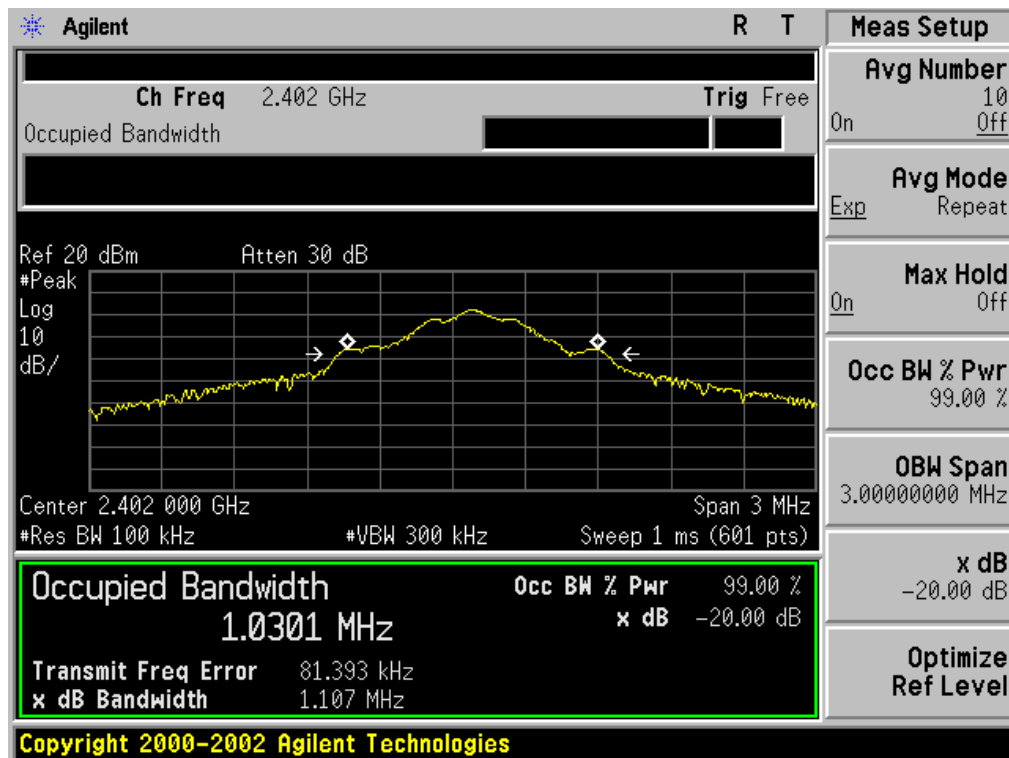 Agilent R T
Meas Setup
Ch Freq 2.402 GHz Trig Free
Occupied Bandwidth
Ref 20 dBm Atten 30 dB
#Peak
Log
10
dB/
Center 2.402 000 GHz Span 3 MHz
#Res BW 100 kHz #VBW 300 kHz Sweep 1 ms (601 pts)
Occupied Bandwidth Occ BW % Pwr 99.00 %
1.0301 MHz x dB -20.00 dB
Transmit Freq Error 81.393 kHz
x dB Bandwidth 1.107 MHz
Avg Number
10
On Off
Avg Mode
Exp Repeat
Max Hold
On Off
Occ BW % Pwr
99.00 %
OBW Span
3.00000000 MHz
x dB
-20.00 dB
Optimize
Ref Level
Copyright 2000-2002 Agilent Technologies